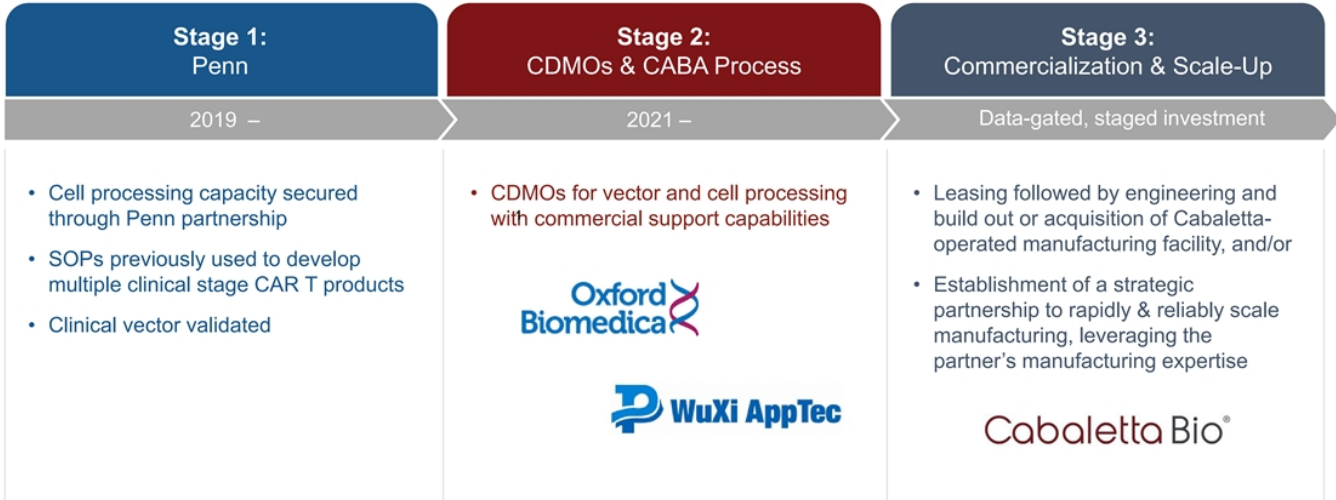 Stage 1:
Penn
2019 –
• Cell processing capacity secured
through Penn partnership
• SOPs previously used to develop
multiple clinical stage CAR T products
• Clinical vector validated
Stage 2:
CDMOs & CABA Process
2021 –
• CDMOs for vector and cell processing
with commercial support capabilities
Oxford
Biomedica
WuXi AppTec
Stage 3:
Commercialization & Scale-Up
Data-gated, staged investment
• Leasing followed by engineering and
build out or acquisition of Cabaletta-
operated manufacturing facility, and/or
• Establishment of a strategic
partnership to rapidly & reliably scale
manufacturing, leveraging the
partner’s manufacturing expertise
Cabaletta Bio®